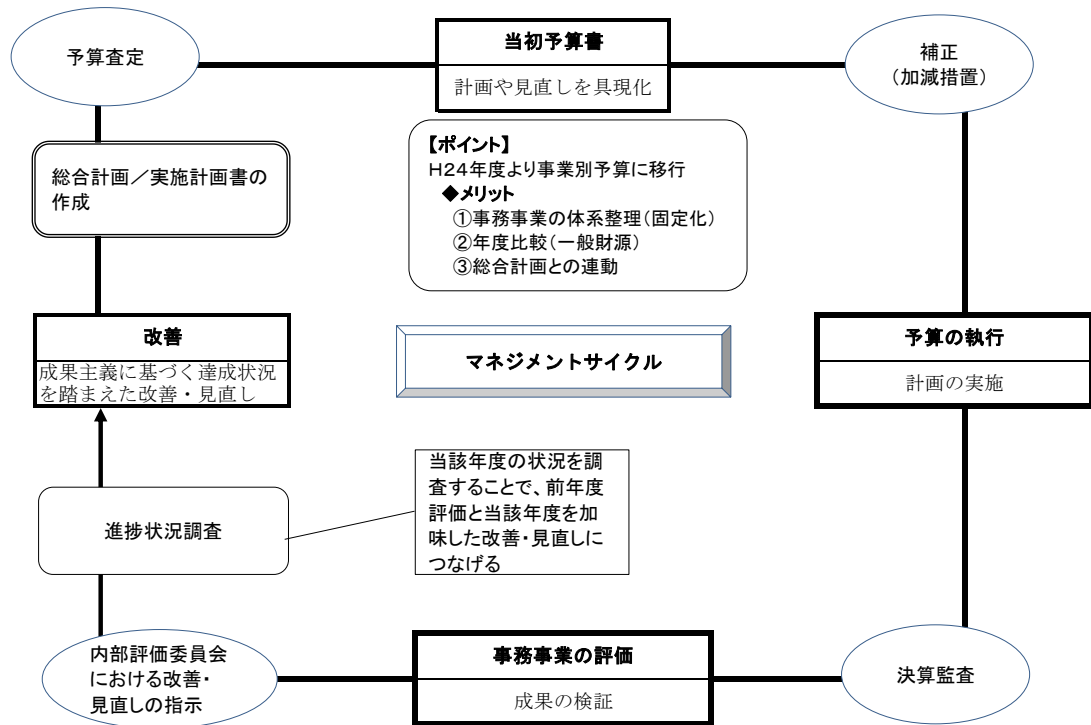 予算査定
当初予算書
計画や見直しを具現化
補正
（加減措置）
総合計画／実施計画書の
作成
【ポイント】
H24年度より事業別予算に移行
◆メリット
①事務事業の体系整理（固定化）
②年度比較（一般財源）
③総合計画との連動
改善
成果主義に基づく達成状況
を踏まえた改善・見直し
マネジメントサイクル
予算の執行
計画の実施
進捗状況調査
当該年度の状況を調
査することで、前年度
評価と当該年度を加
味した改善・見直しに
つなげる
内部評価委員会
における改善・
見直しの指示
事務事業の評価
成果の検証
決算監査